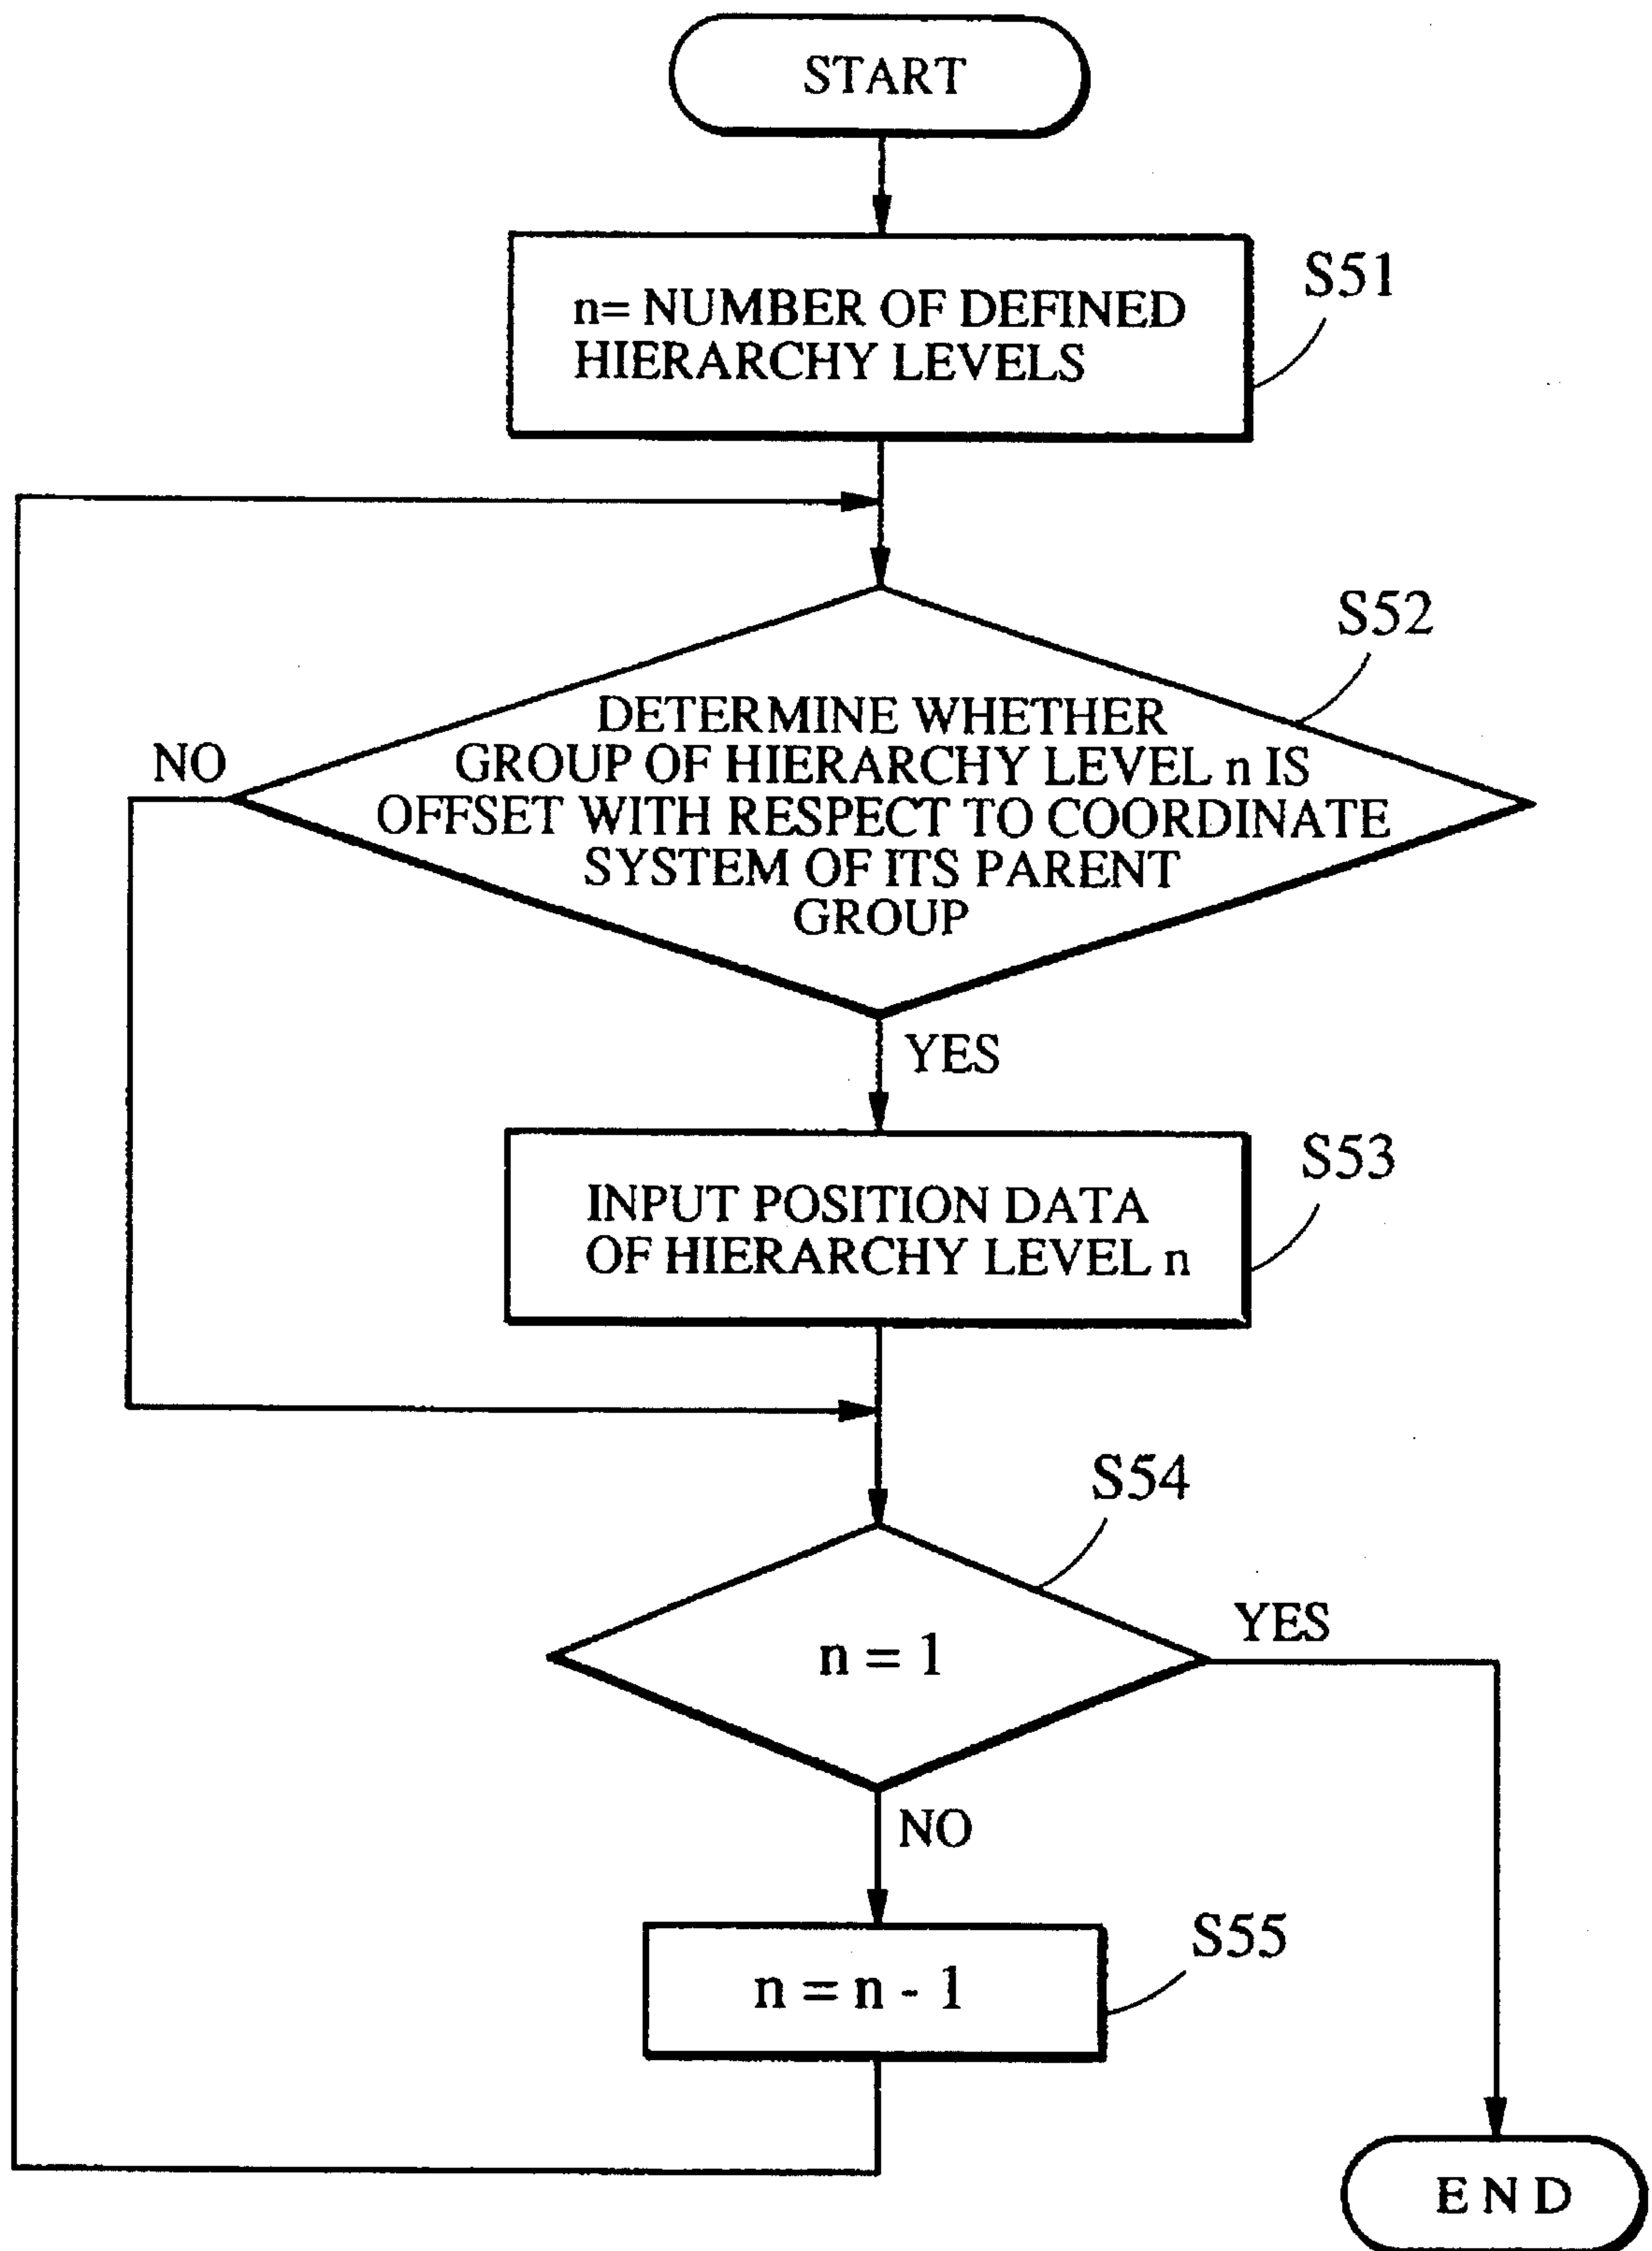 START
n= NUMBER OF DEFINED
HIERARCHY LEVELS
S51
S52
DETERMINE WHETHER
GROUP OF HIERARCHY LEVEL n IS
OFFSET WITH RESPECT TO COORDINATE
SYSTEM OF ITS PARENT
GROUP
NO
YES
S53
INPUT POSITION DATA
OF HIERARCHY LEVEL n
S54
n = 1
YES
NO
S55
n = n - 1
END